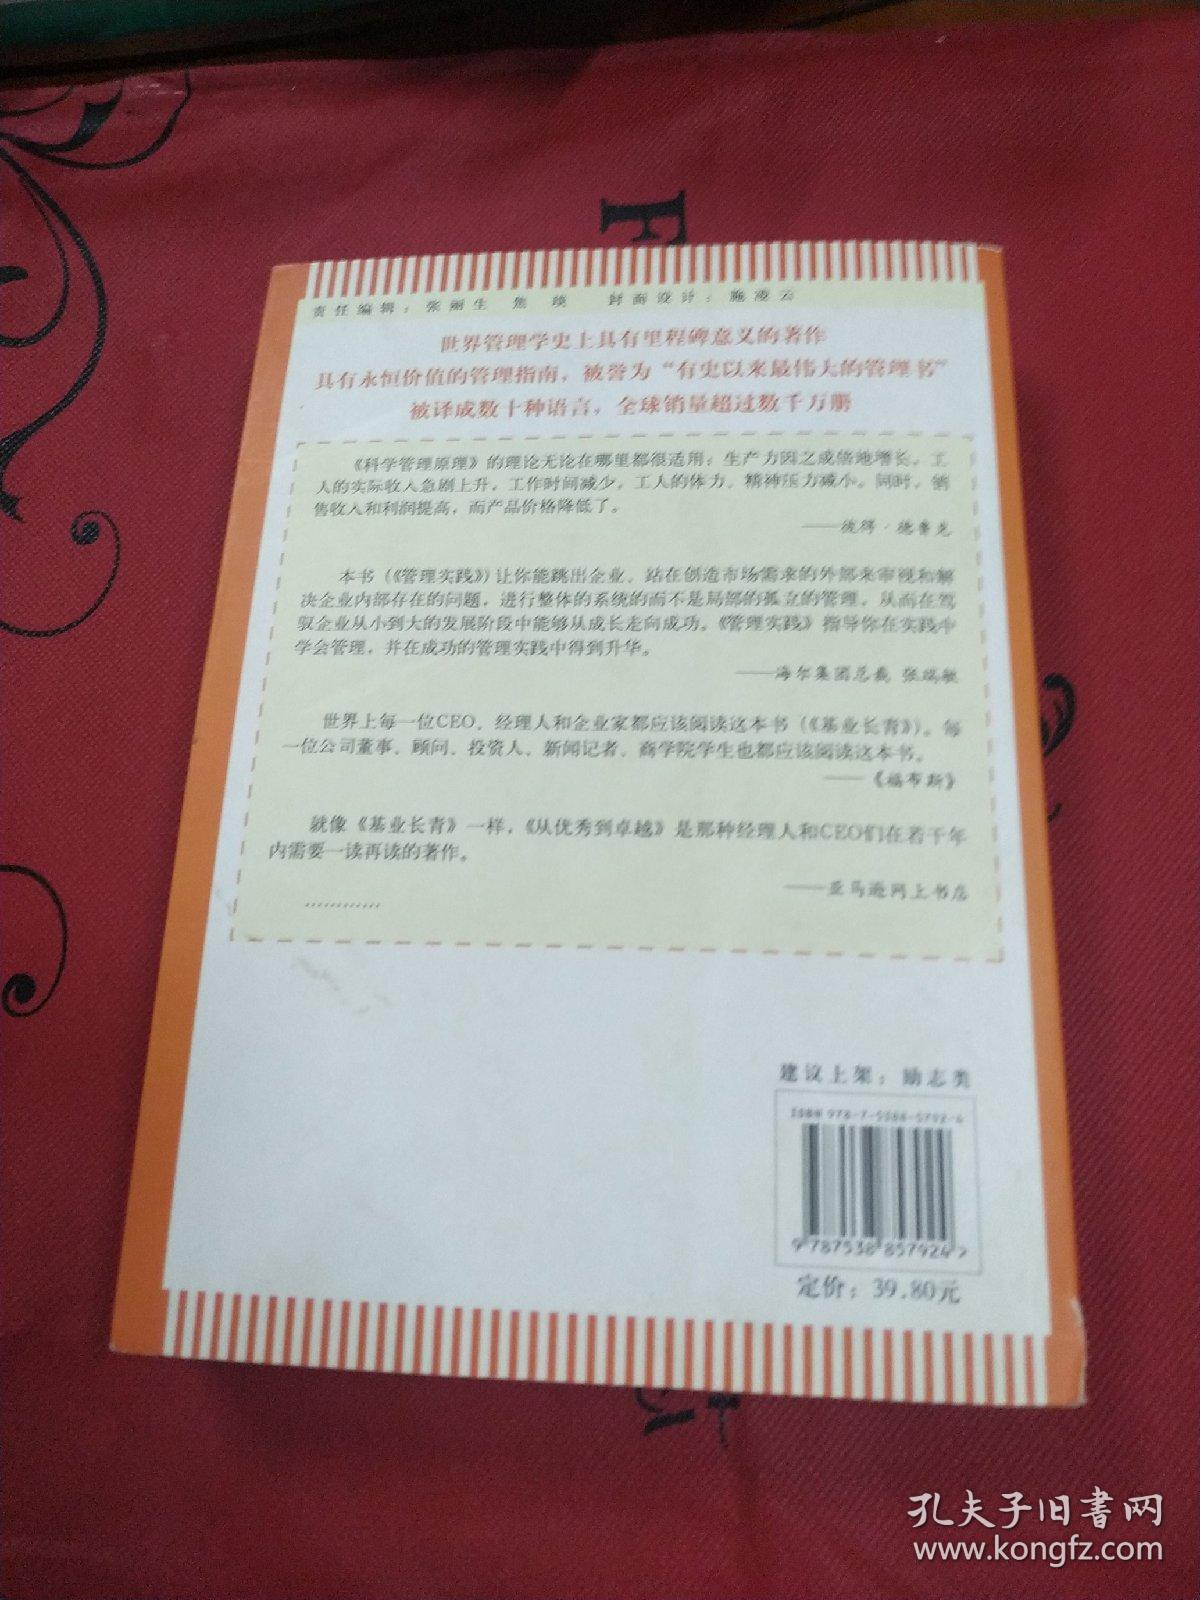 责任编辑：张丽生 焦 瑛 封面设计：施凌云
世界管理学史上具有里程碑意义的著作
具有永恒价值的管理指南，被誉为“有史以来最伟大的管理书”
被译成数十种语言，全球销量超过数千万册
《科学管理原理》的理论无论在哪里都很适用：生产力因之成倍地增长，工
人的实际收入急剧上升，工作时间减少，工人的体力、精神压力减小。同时，销
售收入和利润提高，而产品价格降低了。
——彼得·德鲁克
本书（《管理实践》）让你能跳出企业、站在创造市场需求的外部来审视和解
决企业内部存在的问题，进行整体的系统的而不是局部的孤立的管理，从而在驾
驭企业从小到大的发展阶段中能够从成长走向成功。《管理实践》指导你在实践中
学会管理，并在成功的管理实践中得到升华。
——海尔集团总裁 张瑞敏
世界上每一位CEO、经理人和企业家都应该阅读这本书（《基业长青》）。每
一位公司董事、顾问、投资人、新闻记者、商学院学生也都应该阅读这本书。
——《福布斯》
就像《基业长青》一样，《从优秀到卓越》是那种经理人和CEO们在若干年
内需要一读再读的著作。
——亚马逊网上书店
…………
建议上架：励志类
ISBN 978-7-5388-5792-4
9 787538 857924 >
定价：39.80元
孔夫子旧书网
www.kongfz.com